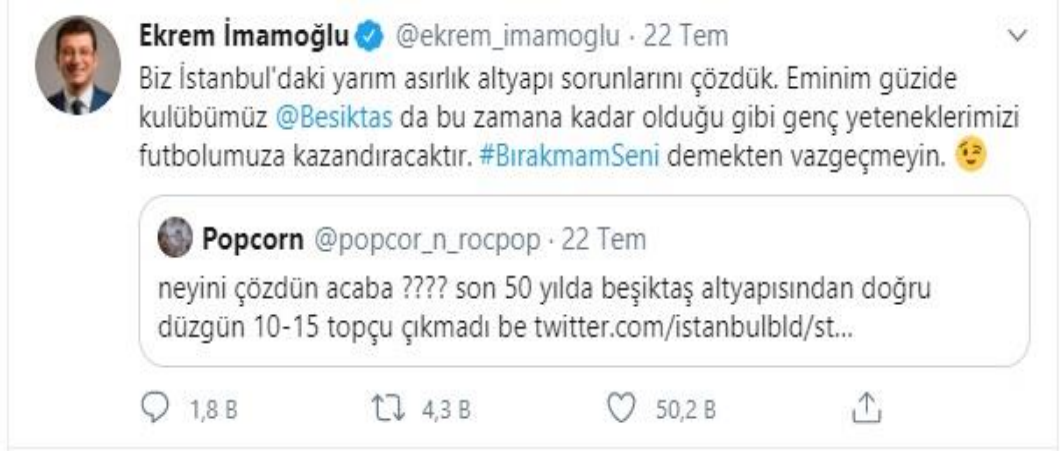 Ekrem İmamoğlu @ekrem_imamoglu · 22 Tem
Biz İstanbul'daki yarım asırlık altyapı sorunlarını çözdük. Eminim güzide
kulübümüz @Besiktas da bu zamana kadar olduğu gibi genç yeteneklerimizi
futbolumuza kazandıracaktır. #BırakmamSeni demekten vazgeçmeyin. 😉
Popcorn @popcor_n_rocpop · 22 Tem
neyini çözdün acaba ???? son 50 yılda beşiktaş altyapısından doğru
düzgün 10-15 topçu çıkmadı be twitter.com/istanbulbld/st...
1,8 B 4,3 B 50,2 B